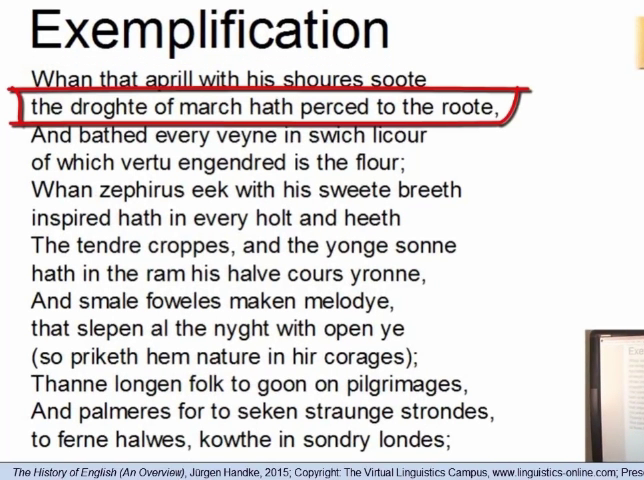 Exemplification
Whan that aprill with his shoures soote
the droghte of march hath perced to the roote,
And bathed every veyne in swich licour
of which vertu engendred is the flour;
Whan zephirus eek with his sweete breeth
inspired hath in every holt and heeth
The tendre croppes, and the yonge sonne
hath in the ram his halve cours yronne,
And smale foweles maken melodye,
that slepen al the nyght with open ye
(so priketh hem nature in hir corages);
Thanne longen folk to goon on pilgrimages,
And palmeres for to seken straunge strondes,
to ferne halwes, kowthe in sondry londes;
The History of English (An Overview), Jürgen Handke, 2015; Copyright: The Virtual Linguistics Campus, www.linguistics-online.com; Prese